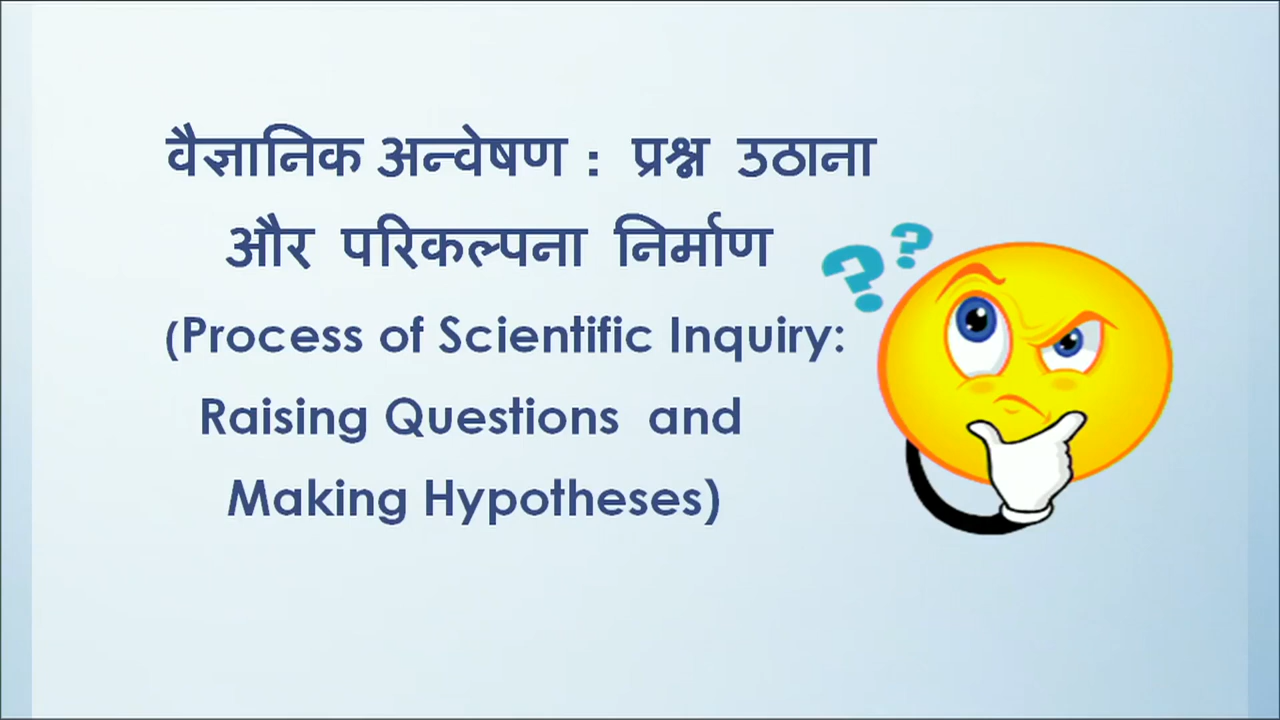 वैज्ञानिक अन्वेषण : प्रश्न उठाना
और परिकल्पना निर्माण
(Process of Scientific Inquiry:
Raising Questions and
Making Hypotheses)
? ?